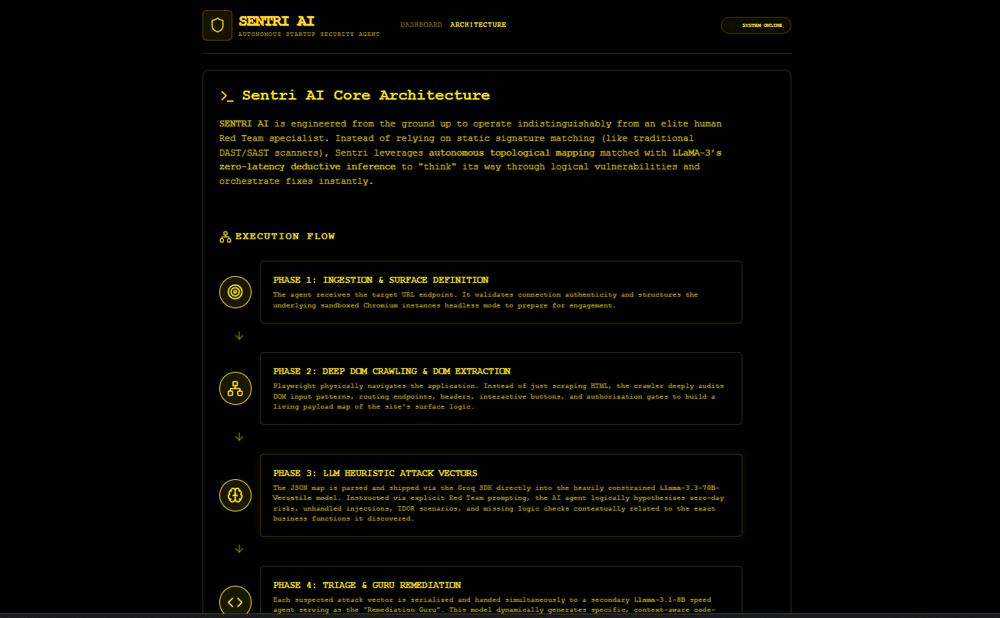 SENTRI AI
AUTONOMOUS STARTUP SECURITY AGENT
DASHBOARD ARCHITECTURE
SYSTEM ONLINE
Sentri AI Core Architecture
SENTRI AI is engineered from the ground up to operate indistinguishably from an elite human
Red Team specialist. Instead of relying on static signature matching (like traditional
DAST/SAST scanners), Sentri leverages autonomous topological mapping matched with LLaMA-3’s
zero-latency deductive inference to "think" its way through logical vulnerabilities and
orchestrate fixes instantly.
EXECUTION FLOW
PHASE 1: INGESTION & SURFACE DEFINITION
The agent receives the target URL endpoint. It validates connection authenticity and structures the
underlying sandboxed Chromium instances headless mode to prepare for engagement.
PHASE 2: DEEP DOM CRAWLING & DOM EXTRACTION
Playwright physically navigates the application. Instead of just scraping HTML, the crawler deeply audits
DOM input patterns, routing endpoints, headers, interactive buttons, and authorization gates to build a
living payload map of the site's surface logic.
PHASE 3: LLM HEURISTIC ATTACK VECTORS
The JSON map is parsed and shipped via the Groq SDK directly into the heavily constrained Llama-3.3-70B-
Versatile model. Instructed via explicit Red Team prompting, the AI agent logically hypothesizes zero-day
risks, unhandled injections, IDOR scenarios, and missing logic checks contextually related to the exact
business functions it discovered.
PHASE 4: TRIAGE & GURU REMEDIATION
Each suspected attack vector is serialized and handed simultaneously to a secondary Llama-3.1-8B speed
agent serving as the "Remediation Guru". This model dynamically generates specific, context-aware code-